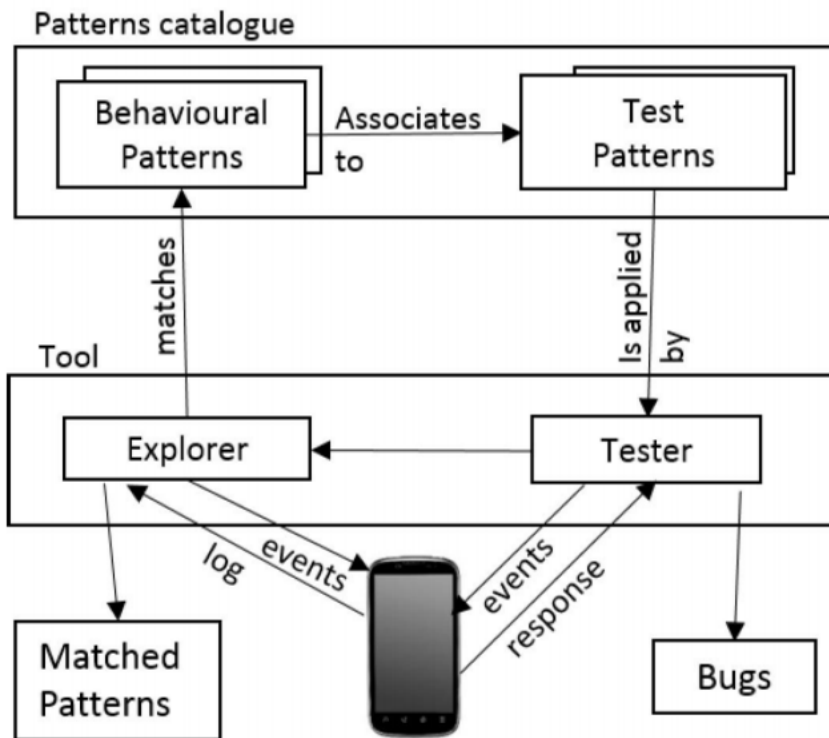 Patterns catalogue
Behavioural
Patterns
Associates
to
Test
Patterns
matches
Is applied
by
Tool
Explorer
Tester
log
events
events
response
Matched
Patterns
Bugs